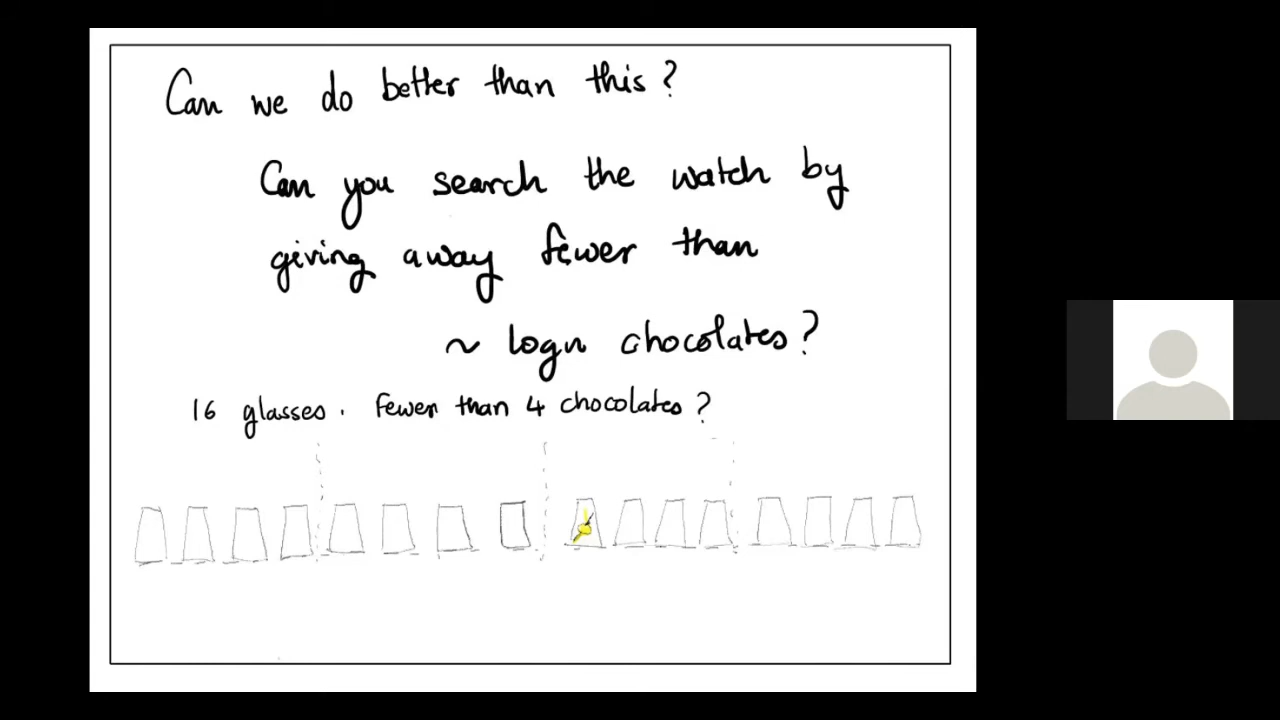 Can we do better than this?
Can you search the watch by
giving away fewer than
~ logn chocolates?
16 glasses. Fewer than 4 chocolates?